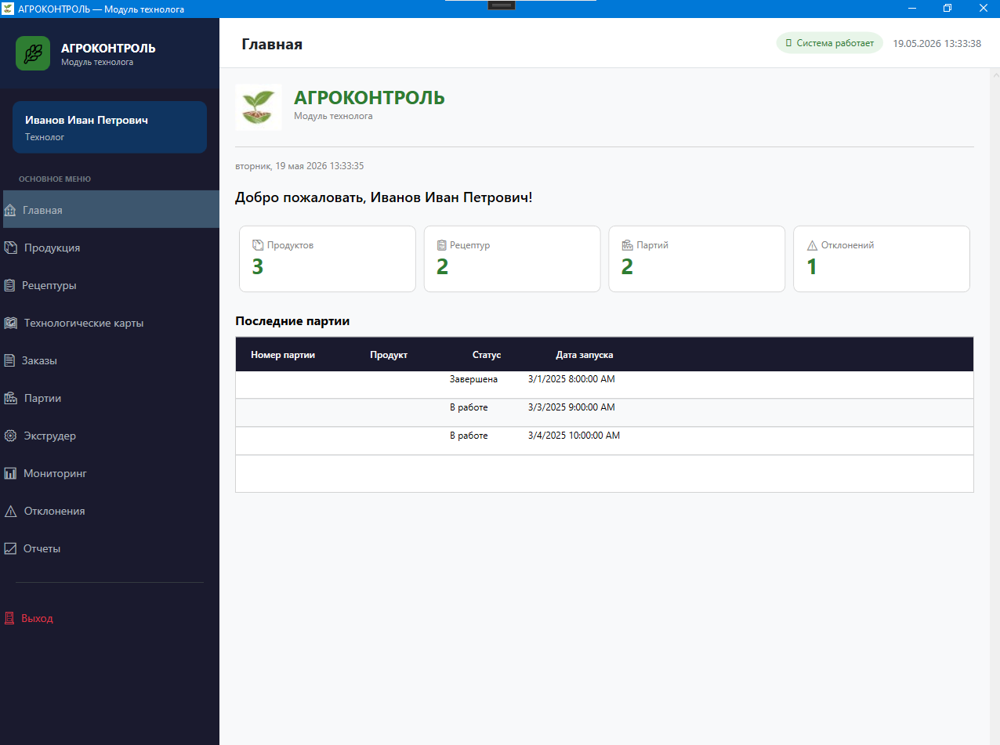 АГРОКОНТРОЛЬ — Модуль технолога
АГРОКОНТРОЛЬ
Модуль технолога
Иванов Иван Петрович
Технолог
ОСНОВНОЕ МЕНЮ
Главная
Продукция
Рецептуры
Технологические карты
Заказы
Партии
Экструдер
Мониторинг
Отклонения
Отчеты
Выход
Главная
Система работает
19.05.2026 13:33:38
АГРОКОНТРОЛЬ
Модуль технолога
вторник, 19 мая 2026 13:33:35
Добро пожаловать, Иванов Иван Петрович!
Продуктов
3
Рецептур
2
Партий
2
Отклонений
1
Последние партии
Номер партии Продукт Статус Дата запуска
Завершена 3/1/2025 8:00:00 AM
В работе 3/3/2025 9:00:00 AM
В работе 3/4/2025 10:00:00 AM